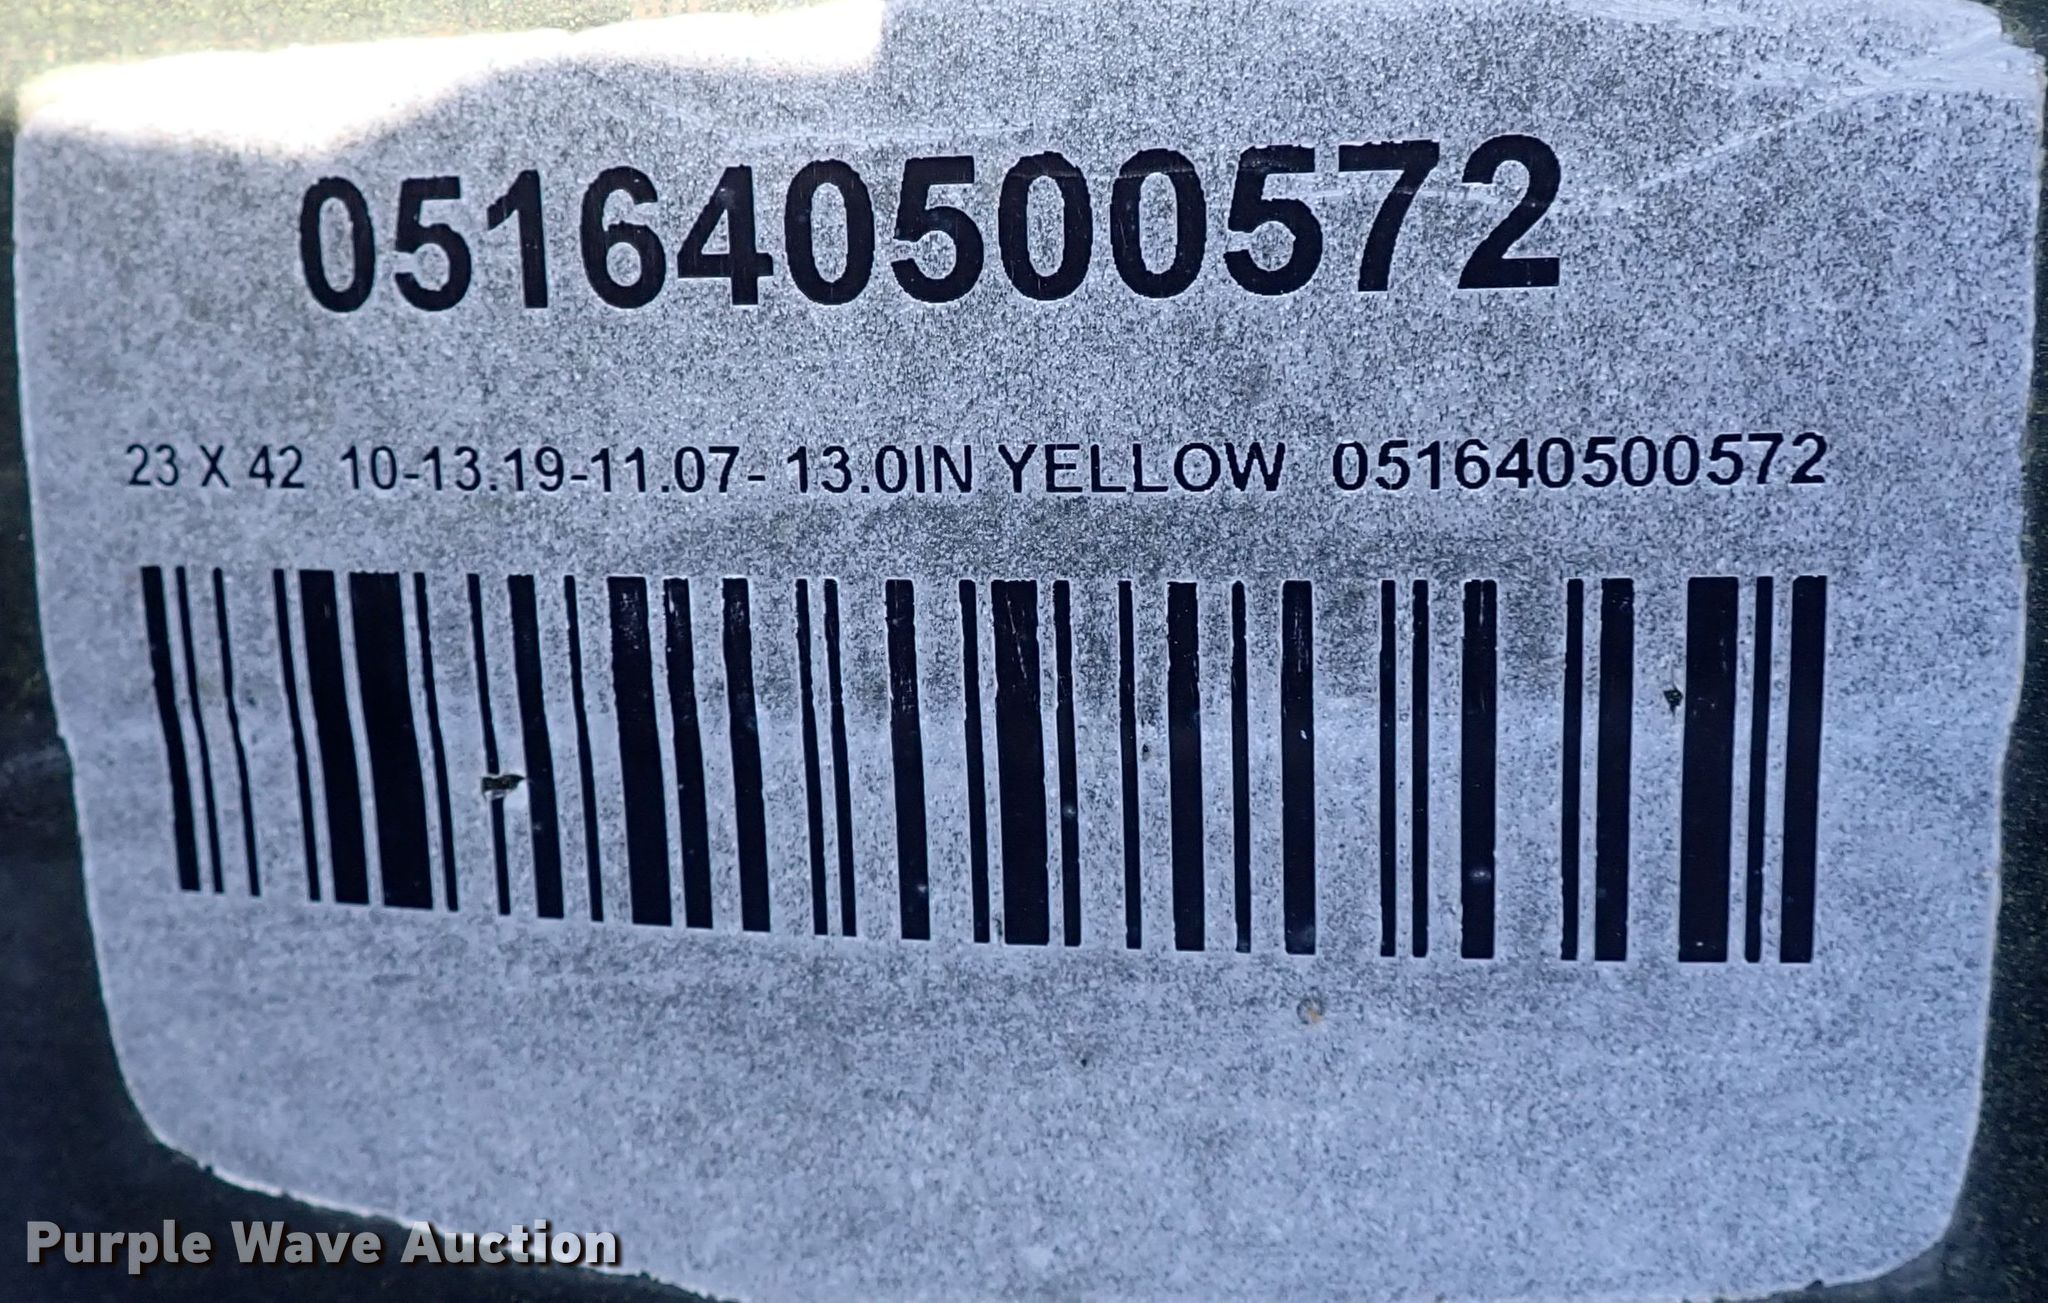 051640500572
23 X 42 10-13.19-11.07- 13.0IN YELLOW 051640500572
Purple Wave Auction